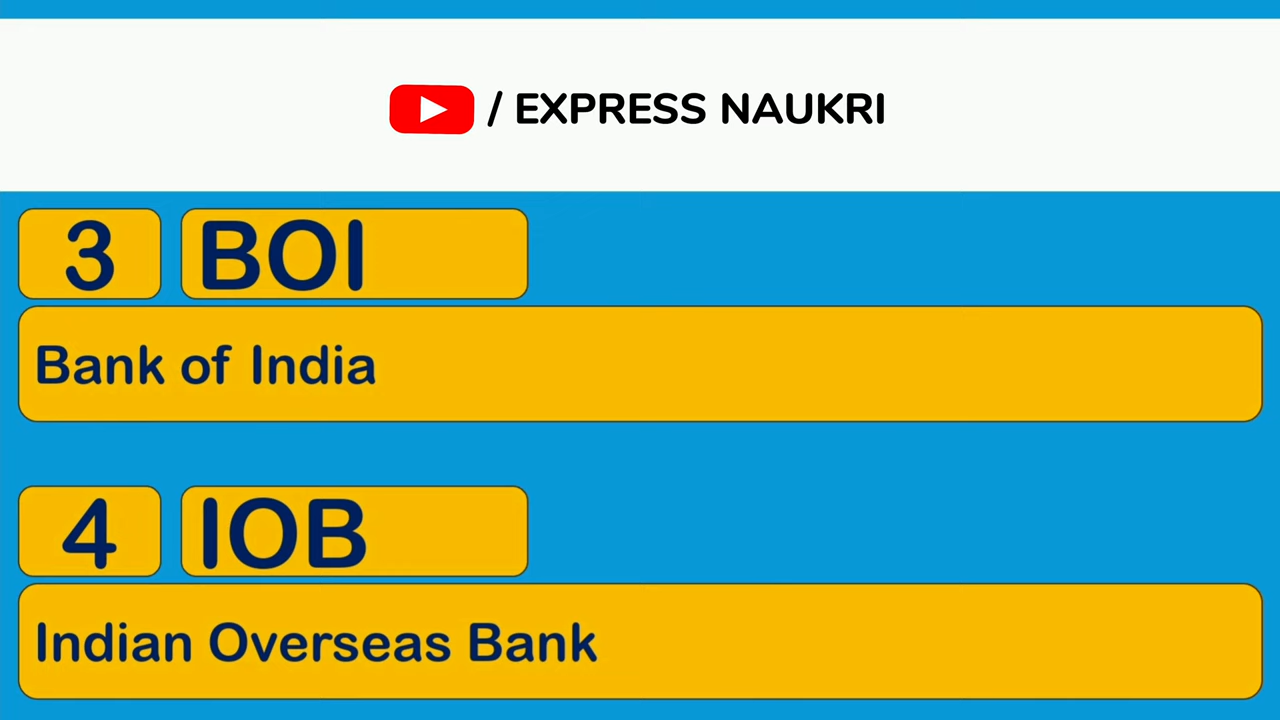 / EXPRESS NAUKRI
3 BOI
Bank of India
4 IOB
Indian Overseas Bank